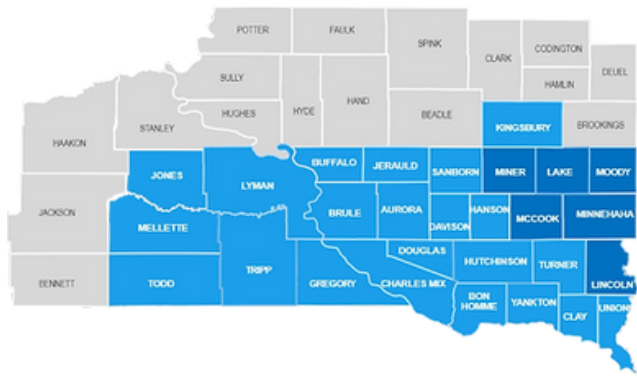 POTTER
FAULK
SPINK
CLARK
CODINGTON
DEUEL
SULLY
HAMLIN
HUGHES
HYDE
HAND
BEADLE
KINGSBURY
BROOKINGS
HAAKON
STANLEY
JONES
LYMAN
BUFFALO
JERAULD
SANBORN
MINER
LAKE
MOODY
JACKSON
MELLETTE
BRULE
AURORA
DAVISON
HANSON
MCCOOK
MINNEHAHA
BENNETT
TODD
TRIPP
GREGORY
CHARLES MIX
DOUGLAS
HUTCHINSON
TURNER
LINCOLN
BON
HOMME
YANKTON
CLAY
UNION